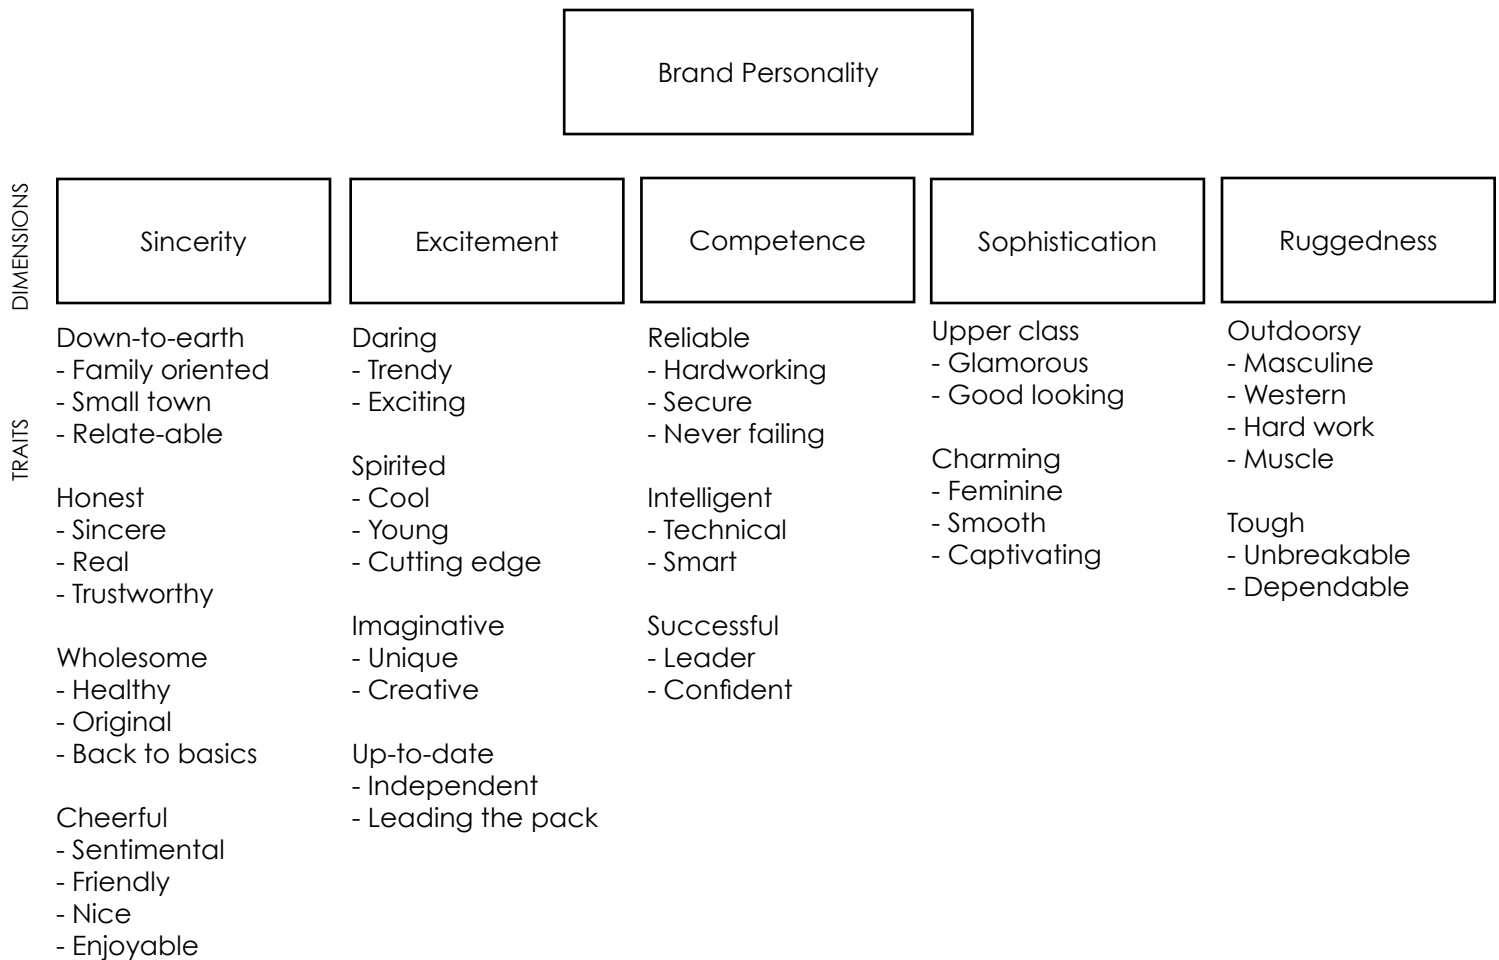 Brand Personality
DIMENSIONS
Sincerity
Excitement
Competence
Sophistication
Ruggedness
TRAITS
Down-to-earth
- Family oriented
- Small town
- Relate-able
Honest
- Sincere
- Real
- Trustworthy
Wholesome
- Healthy
- Original
- Back to basics
Cheerful
- Sentimental
- Friendly
- Nice
- Enjoyable
Daring
- Trendy
- Exciting
Spirited
- Cool
- Young
- Cutting edge
Imaginative
- Unique
- Creative
Up-to-date
- Independent
- Leading the pack
Reliable
- Hardworking
- Secure
- Never failing
Intelligent
- Technical
- Smart
Successful
- Leader
- Confident
Upper class
- Glamorous
- Good looking
Charming
- Feminine
- Smooth
- Captivating
Outdoorsy
- Masculine
- Western
- Hard work
- Muscle
Tough
- Unbreakable
- Dependable